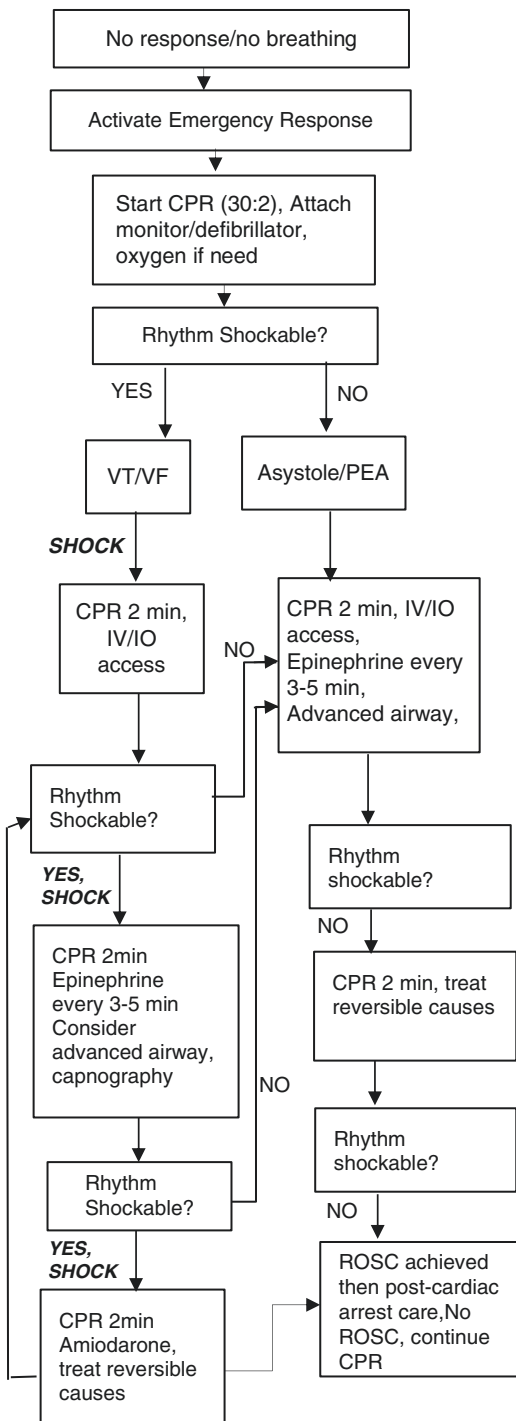 No response/no breathing
Activate Emergency Response
Start CPR (30:2), Attach
monitor/defibrillator,
oxygen if need
Rhythm Shockable?
YES
NO
VT/VF
Asystole/PEA
SHOCK
CPR 2 min,
IV/IO
access
NO
CPR 2 min, IV/IO
access,
Epinephrine every
3-5 min,
Advanced airway,
Rhythm
Shockable?
Rhythm
shockable?
YES,
SHOCK
NO
CPR 2min
Epinephrine
every 3-5 min
Consider
advanced airway,
capnography
NO
CPR 2 min, treat
reversible causes
Rhythm
Shockable?
Rhythm
shockable?
YES,
SHOCK
NO
CPR 2min
Amiodarone,
treat reversible
causes
ROSC achieved
then post-cardiac
arrest care,No
ROSC, continue
CPR